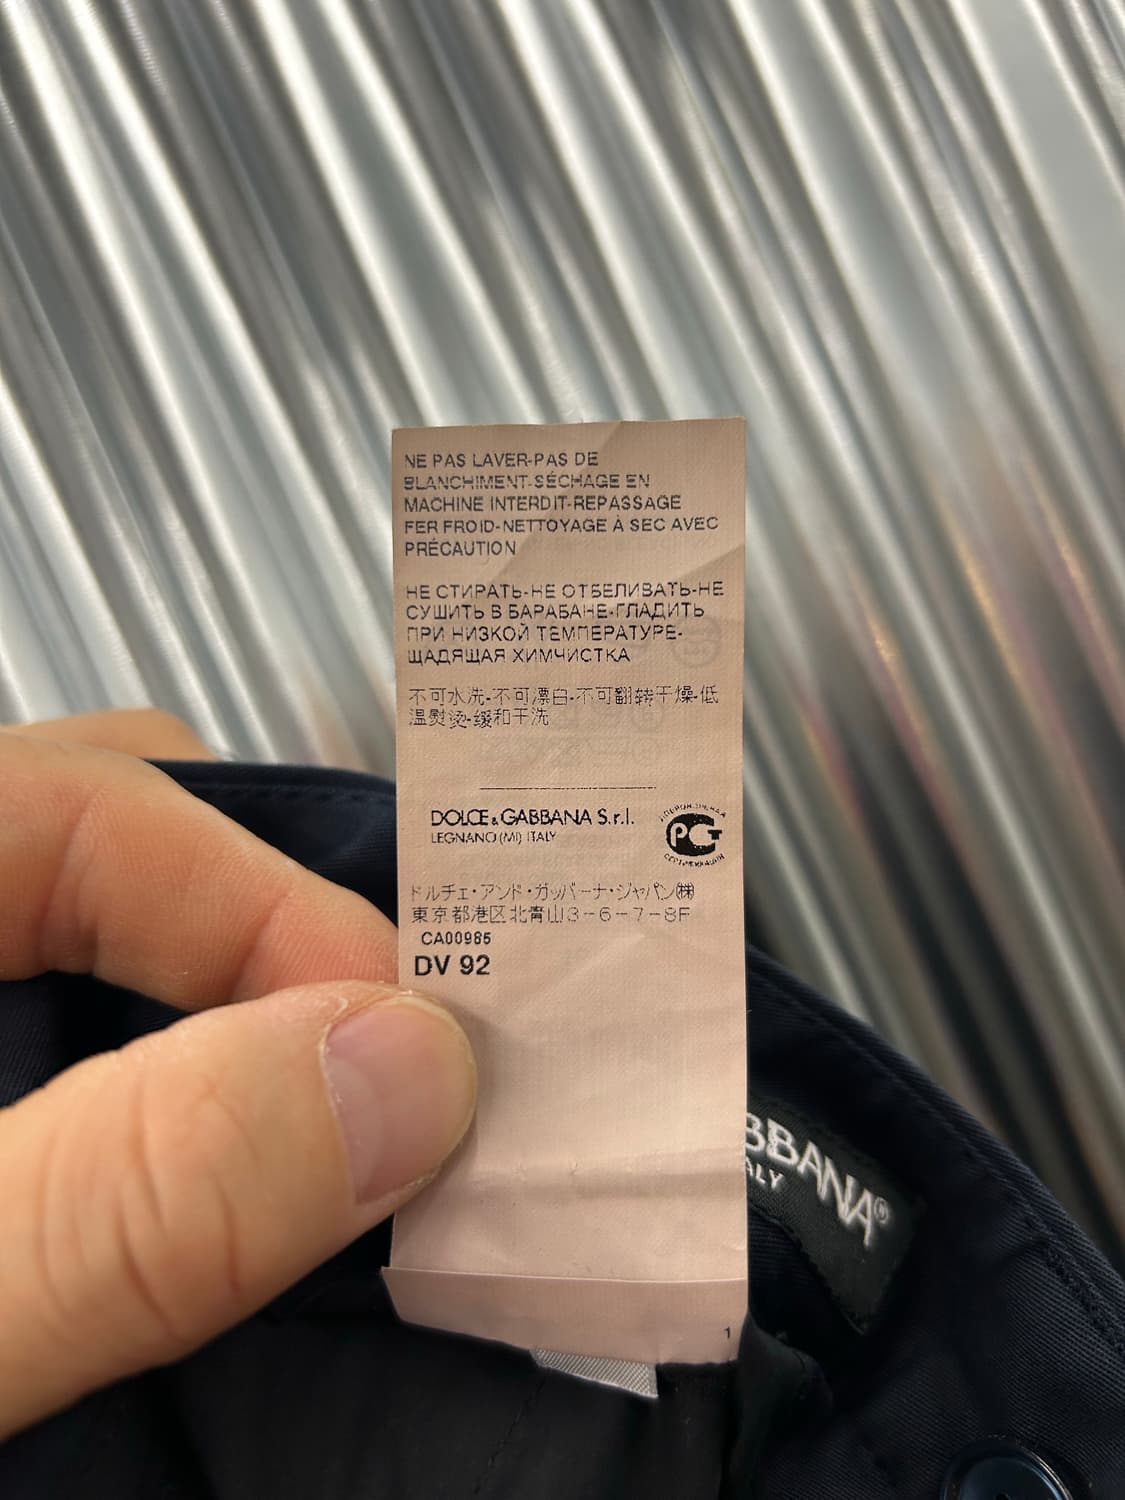 NE PAS LAVER-PAS DE
BLANCHIMENT-SÉCHAGE EN
MACHINE INTERDIT-REPASSAGE
FER FROID-NETTOYAGE À SEC AVEC
PRÉCAUTION
НЕ СТИРАТЬ-НЕ ОТБЕЛИВАТЬ-НЕ
СУШИТЬ В БАРАБАНЕ-ГЛАДИТЬ
ПРИ НИЗКОЙ ТЕМПЕРАТУРЕ-
ЩАДЯЩАЯ ХИМЧИСТКА
不可水洗-不可漂白-不可翻转干燥-低
温熨烫-缓和干洗
DOLCE & GABBANA S.r.l.
LEGNANO (MI) ITALY
РСТ
ドルチェ・アンド・ガッバーナ・ジャパン㈱
東京都港区北青山3-6-7-8F
CA00985
DV 92
BBANA®
ALY
1